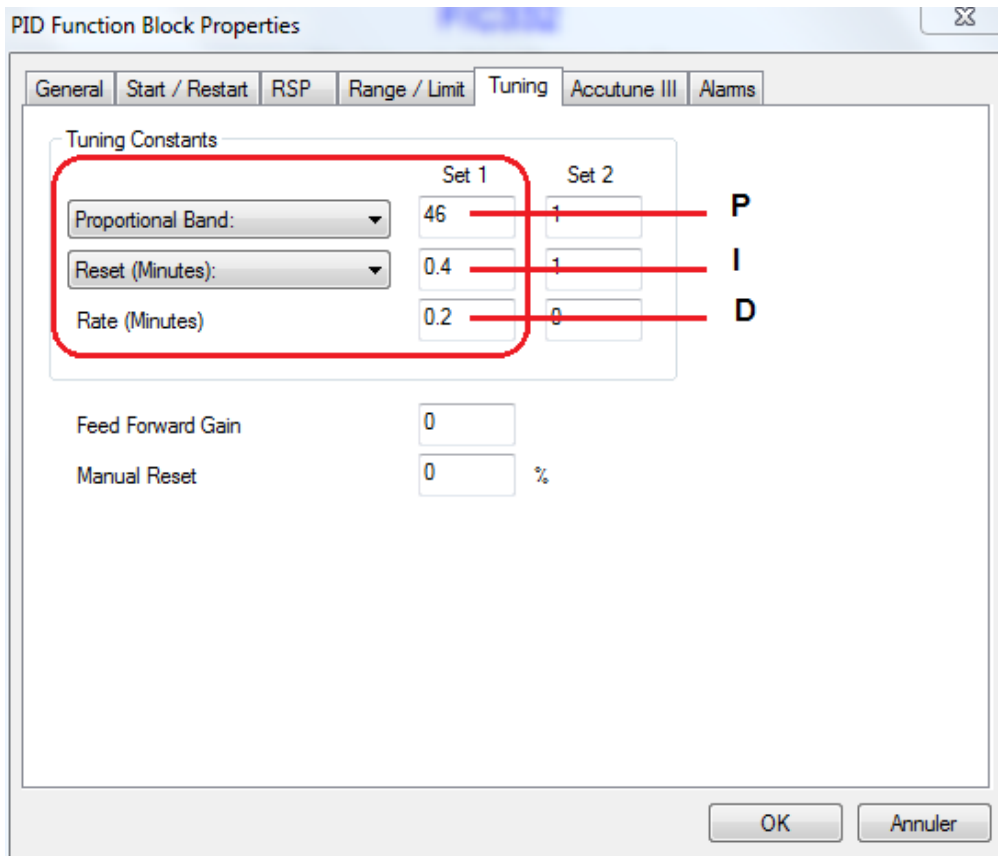 PID Function Block Properties
General Start / Restart RSP Range / Limit Tuning Accutune III Alarms
Tuning Constants
Set 1 Set 2
Proportional Band: 46 1 P
Reset (Minutes): 0.4 1 I
Rate (Minutes) 0.2 0 D
Feed Forward Gain 0
Manual Reset 0 %
OK Annuler